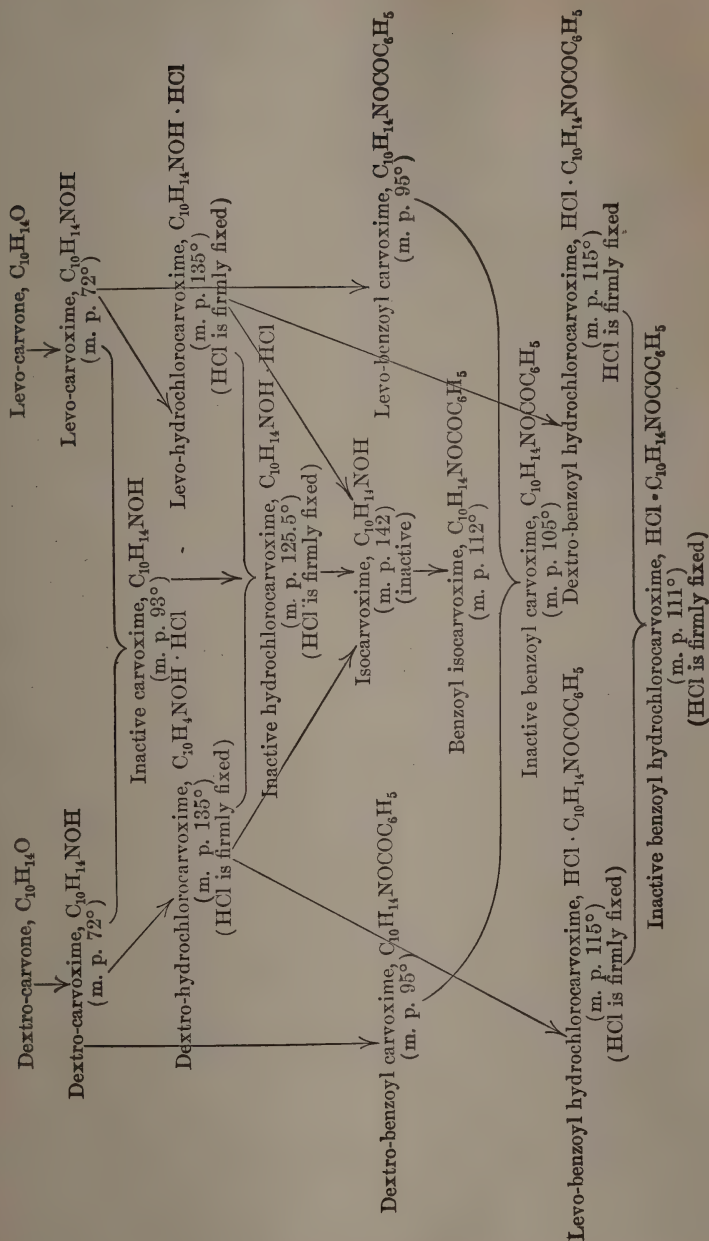 Dextro-carvone, C10H14O
Levo-carvone, C10H14O
Dextro-carvoxime, C10H14NOH
(m. p. 72°)
Levo-carvoxime, C10H14NOH
(m. p. 72°)
Inactive carvoxime, C10H14NOH
(m. p. 93°)
Dextro-hydrochlorocarvoxime, C10H4NOH · HCl
(m. p. 135°)
(HCl is firmly fixed)
Levo-hydrochlorocarvoxime, C10H14NOH · HCl
(m. p. 135°)
(HCl is firmly fixed)
Inactive hydrochlorocarvoxime, C10H14NOH · HCl
(m. p. 125.5°)
(HCl is firmly fixed)
Isocarvoxime, C10H14NOH
(m. p. 142)
(inactive)
Dextro-benzoyl carvoxime, C10H14NOCOC6H5
(m. p. 95°)
Levo-benzoyl carvoxime, C10H14NOCOC6H5
(m. p. 95°)
Benzoyl isocarvoxime, C10H14NOCOC6H5
(m. p. 112°)
Inactive benzoyl carvoxime, C10H14NOCOC6H5
(m. p. 105°)
Levo-benzoyl hydrochlorocarvoxime, HCl · C10H14NOCOC6H5
(m. p. 115°)
(HCl is firmly fixed)
Dextro-benzoyl hydrochlorocarvoxime, HCl · C10H14NOCOC6H5
(m. p. 115°)
HCl is firmly fixed
Inactive benzoyl hydrochlorocarvoxime, HCl · C10H14NOCOC6H5
(m. p. 111°)
(HCl is firmly fixed)